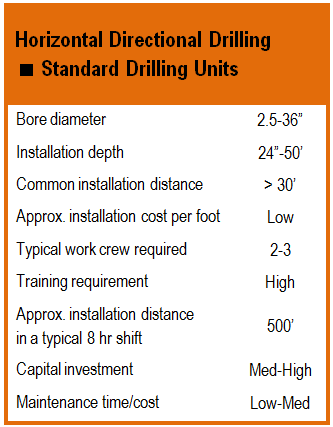 Horizontal Directional Drilling
■ Standard Drilling Units
Bore diameter 2.5-36”
Installation depth 24”-50’
Common installation distance > 30’
Approx. installation cost per foot Low
Typical work crew required 2-3
Training requirement High
Approx. installation distance
in a typical 8 hr shift 500’
Capital investment Med-High
Maintenance time/cost Low-Med